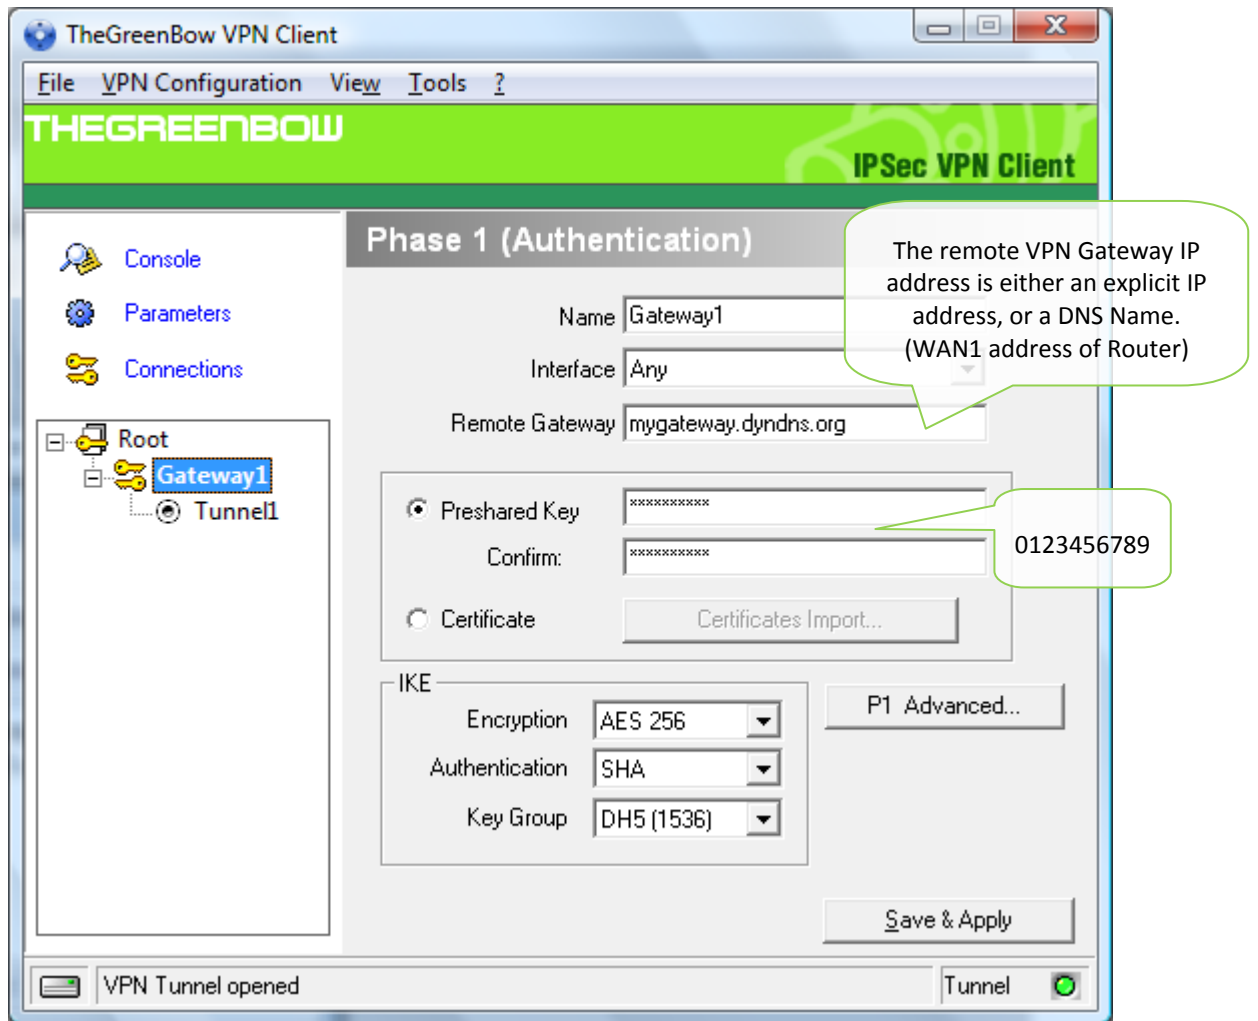 TheGreenBow VPN Client
File VPN Configuration View Tools ?
THEGREENBOW
IPSec VPN Client
Console
Parameters
Connections
Root
Gateway1
Tunnel1
Phase 1 (Authentication)
The remote VPN Gateway IP
address is either an explicit IP
address, or a DNS Name.
(WAN1 address of Router)
Name Gateway1
Interface Any
Remote Gateway mygateway.dyndns.org
Preshared Key **********
0123456789
Confirm: **********
Certificate Certificates Import...
IKE
Encryption AES 256
P1 Advanced...
Authentication SHA
Key Group DH5 (1536)
Save & Apply
VPN Tunnel opened Tunnel